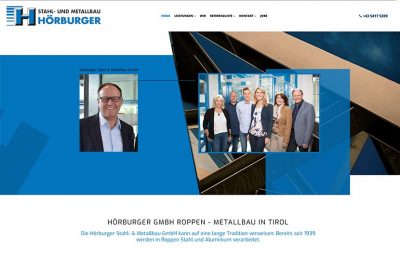 STAHL- UND METALLBAU
HÖRBURGER
HOME LEISTUNGEN WIR REFERENZLISTE KONTAKT JOBS
+43 5417 5209
Hörburger Stahl & Metallbau GmbH
HÖRBURGER GMBH ROPPEN - METALLBAU IN TIROL
Die Hörburger Stahl- & Metallbau GmbH kann auf eine lange Tradition verweisen. Bereits seit 1939
werden in Roppen Stahl und Aluminium verarbeitet.